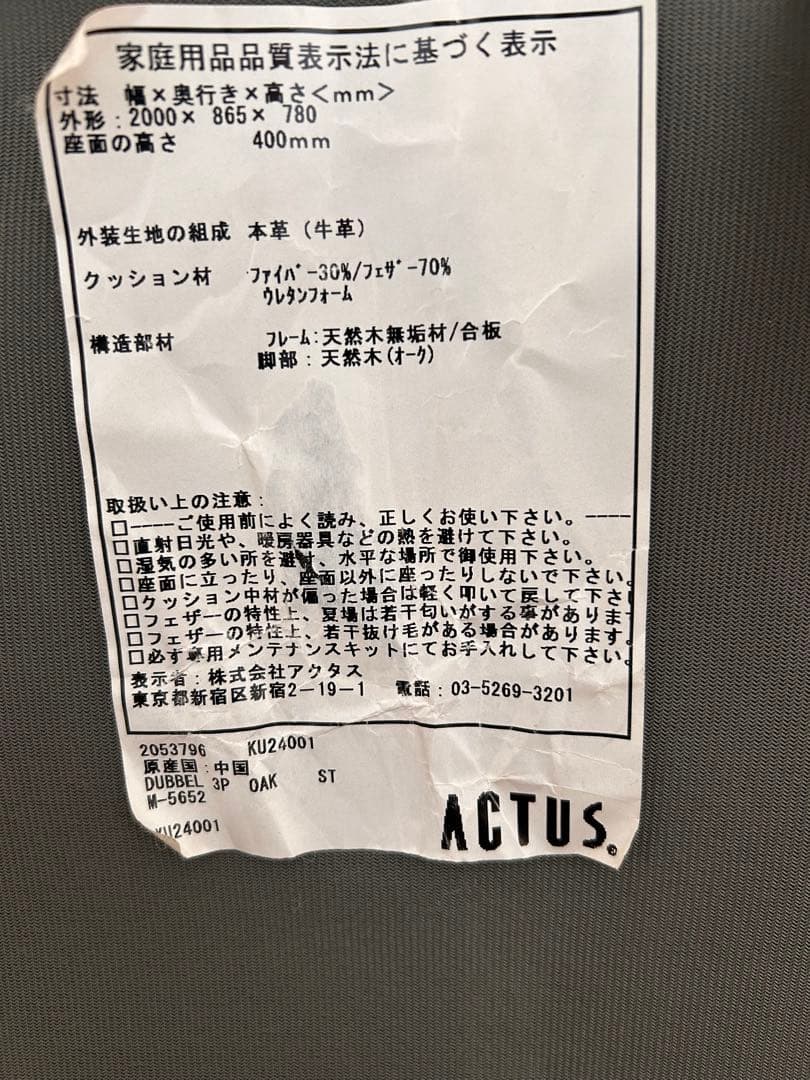 家庭用品品質表示法に基づく表示
寸法 幅×奥行き×高さ<mm>
外形:2000× 865× 780
座面の高さ 400mm
外装生地の組成 本革(牛革)
クッション材 ファイバー30%/フェザー70%
ウレタンフォーム
構造部材 フレーム:天然木無垢材/合板
脚部:天然木(オーク)
取扱い上の注意:
□----ご使用前によく読み、正しくお使い下さい。----
□直射日光や、暖房器具などの熱を避けて下さい。
□湿気の多い所を避け、水平な場所で御使用下さい。
□座面に立ったり、座面以外に座ったりしないで下さい。
□クッション中材が偏った場合は軽く叩いて戻して下さい
□フェザーの特性上、夏場は若干匂いがする事がありま
□フェザーの特性上、若干抜け毛がある場合があります。
□必ず専用メンテナンスキットにてお手入れして下さい。
表示者:株式会社アクタス
東京都新宿区新宿2-19-1 電話:03-5269-3201
2053796 KU24001
原産国:中国
DUBBEL 3P OAK ST
M-5652
KU24001
ACTUS®